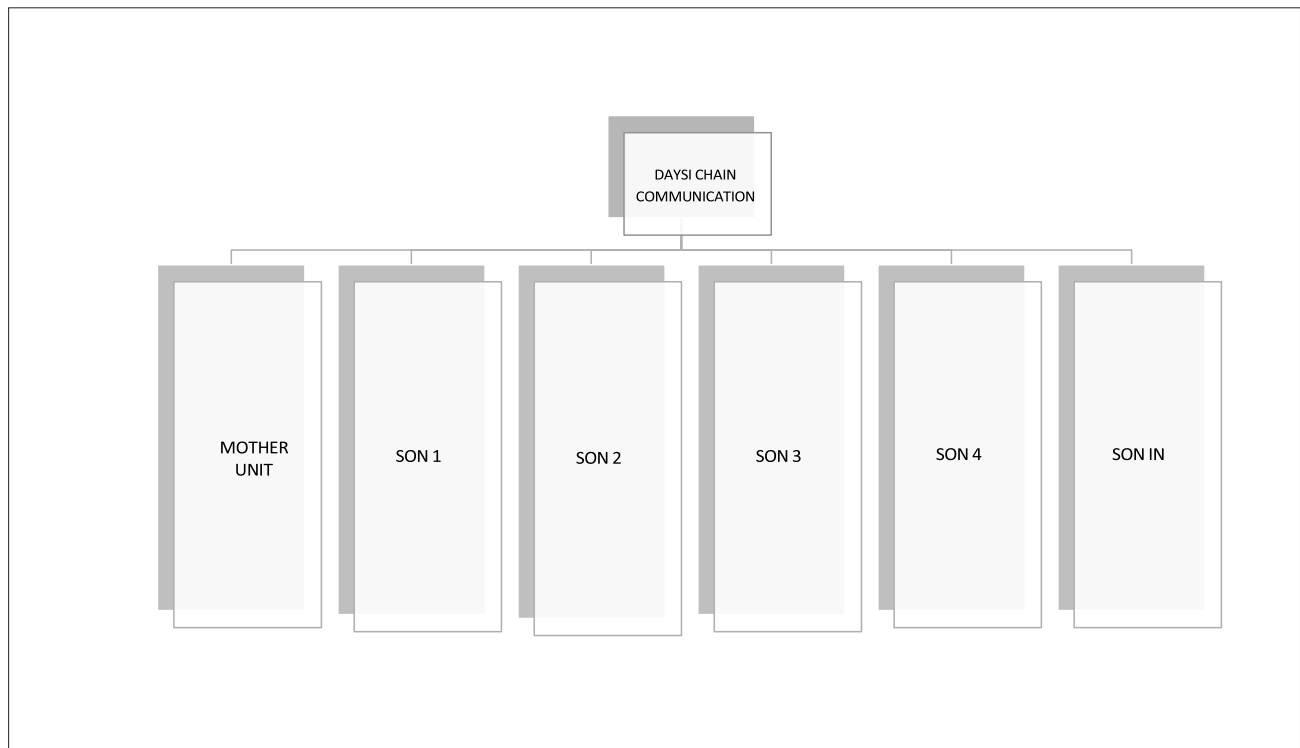 DAYSI CHAIN
COMMUNICATION
MOTHER
UNIT
SON 1
SON 2
SON 3
SON 4
SON IN